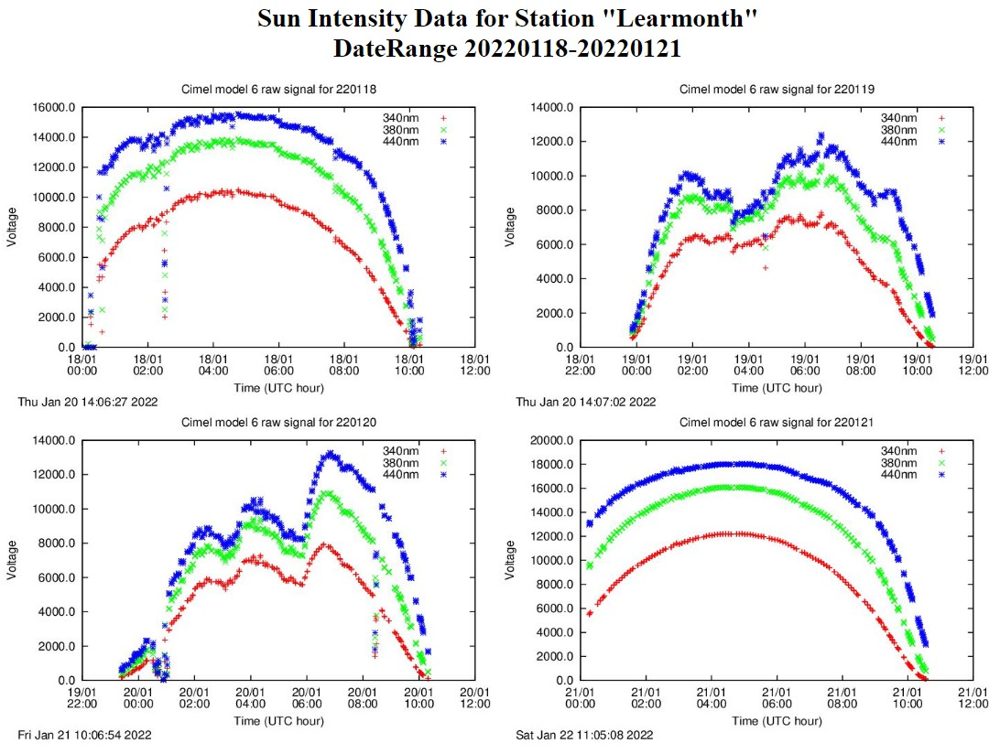 Sun Intensity Data for Station "Learmonth"
DateRange 20220118-20220121
Cimel model 6 raw signal for 220118
16000.0
14000.0
12000.0
10000.0
8000.0
6000.0
4000.0
2000.0
0.0
Voltage
340nm
380nm
440nm
18/01 18/01 18/01 18/01 18/01 18/01 18/01
00:00 02:00 04:00 06:00 08:00 10:00 12:00
Time (UTC hour)
Thu Jan 20 14:06:27 2022
Cimel model 6 raw signal for 220119
14000.0
12000.0
10000.0
8000.0
6000.0
4000.0
2000.0
0.0
Voltage
340nm
380nm
440nm
18/01 19/01 19/01 19/01 19/01 19/01 19/01 19/01
22:00 00:00 02:00 04:00 06:00 08:00 10:00 12:00
Time (UTC hour)
Thu Jan 20 14:07:02 2022
Cimel model 6 raw signal for 220120
14000.0
12000.0
10000.0
8000.0
6000.0
4000.0
2000.0
0.0
Voltage
340nm
380nm
440nm
19/01 20/01 20/01 20/01 20/01 20/01 20/01 20/01
22:00 00:00 02:00 04:00 06:00 08:00 10:00 12:00
Time (UTC hour)
Fri Jan 21 10:06:54 2022
Cimel model 6 raw signal for 220121
20000.0
18000.0
16000.0
14000.0
12000.0
10000.0
8000.0
6000.0
4000.0
2000.0
0.0
Voltage
340nm
380nm
440nm
21/01 21/01 21/01 21/01 21/01 21/01 21/01
00:00 02:00 04:00 06:00 08:00 10:00 12:00
Time (UTC hour)
Sat Jan 22 11:05:08 2022